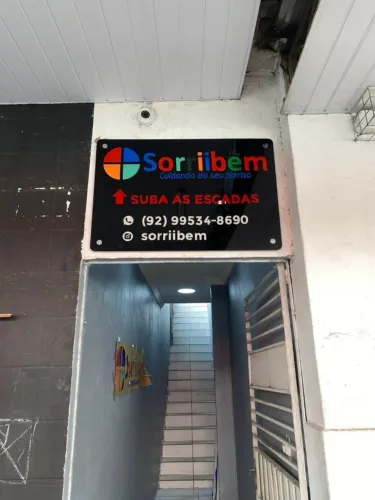 Sorriibem
Cuidando do seu sorriso
SUBA AS ESCADAS
(92) 99534-8690
sorriibem